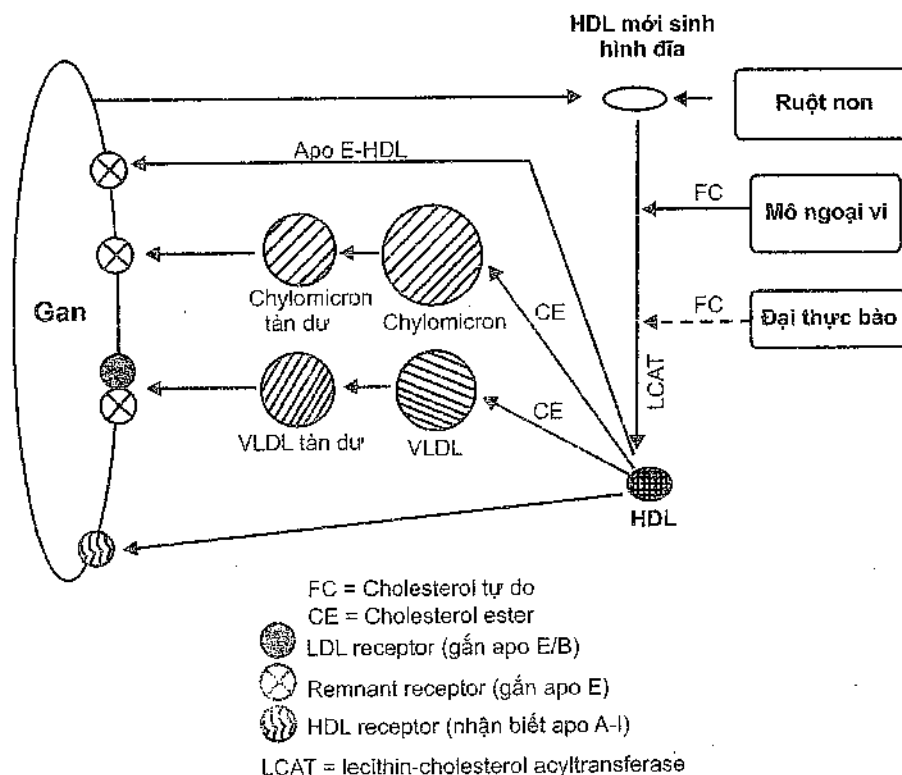 HDL mới sinh
hình đĩa
Ruột non
Apo E-HDL
FC
Mô ngoại vi
Gan
Chylomicron
tàn dư
Chylomicron
CE
FC
Đại thực bào
LCAT
VLDL tàn dư
VLDL
CE
HDL
FC = Cholesterol tự do
CE = Cholesterol ester
LDL receptor (gắn apo E/B)
Remnant receptor (gắn apo E)
HDL receptor (nhận biết apo A-I)
LCAT = lecithin-cholesterol acyltransferase